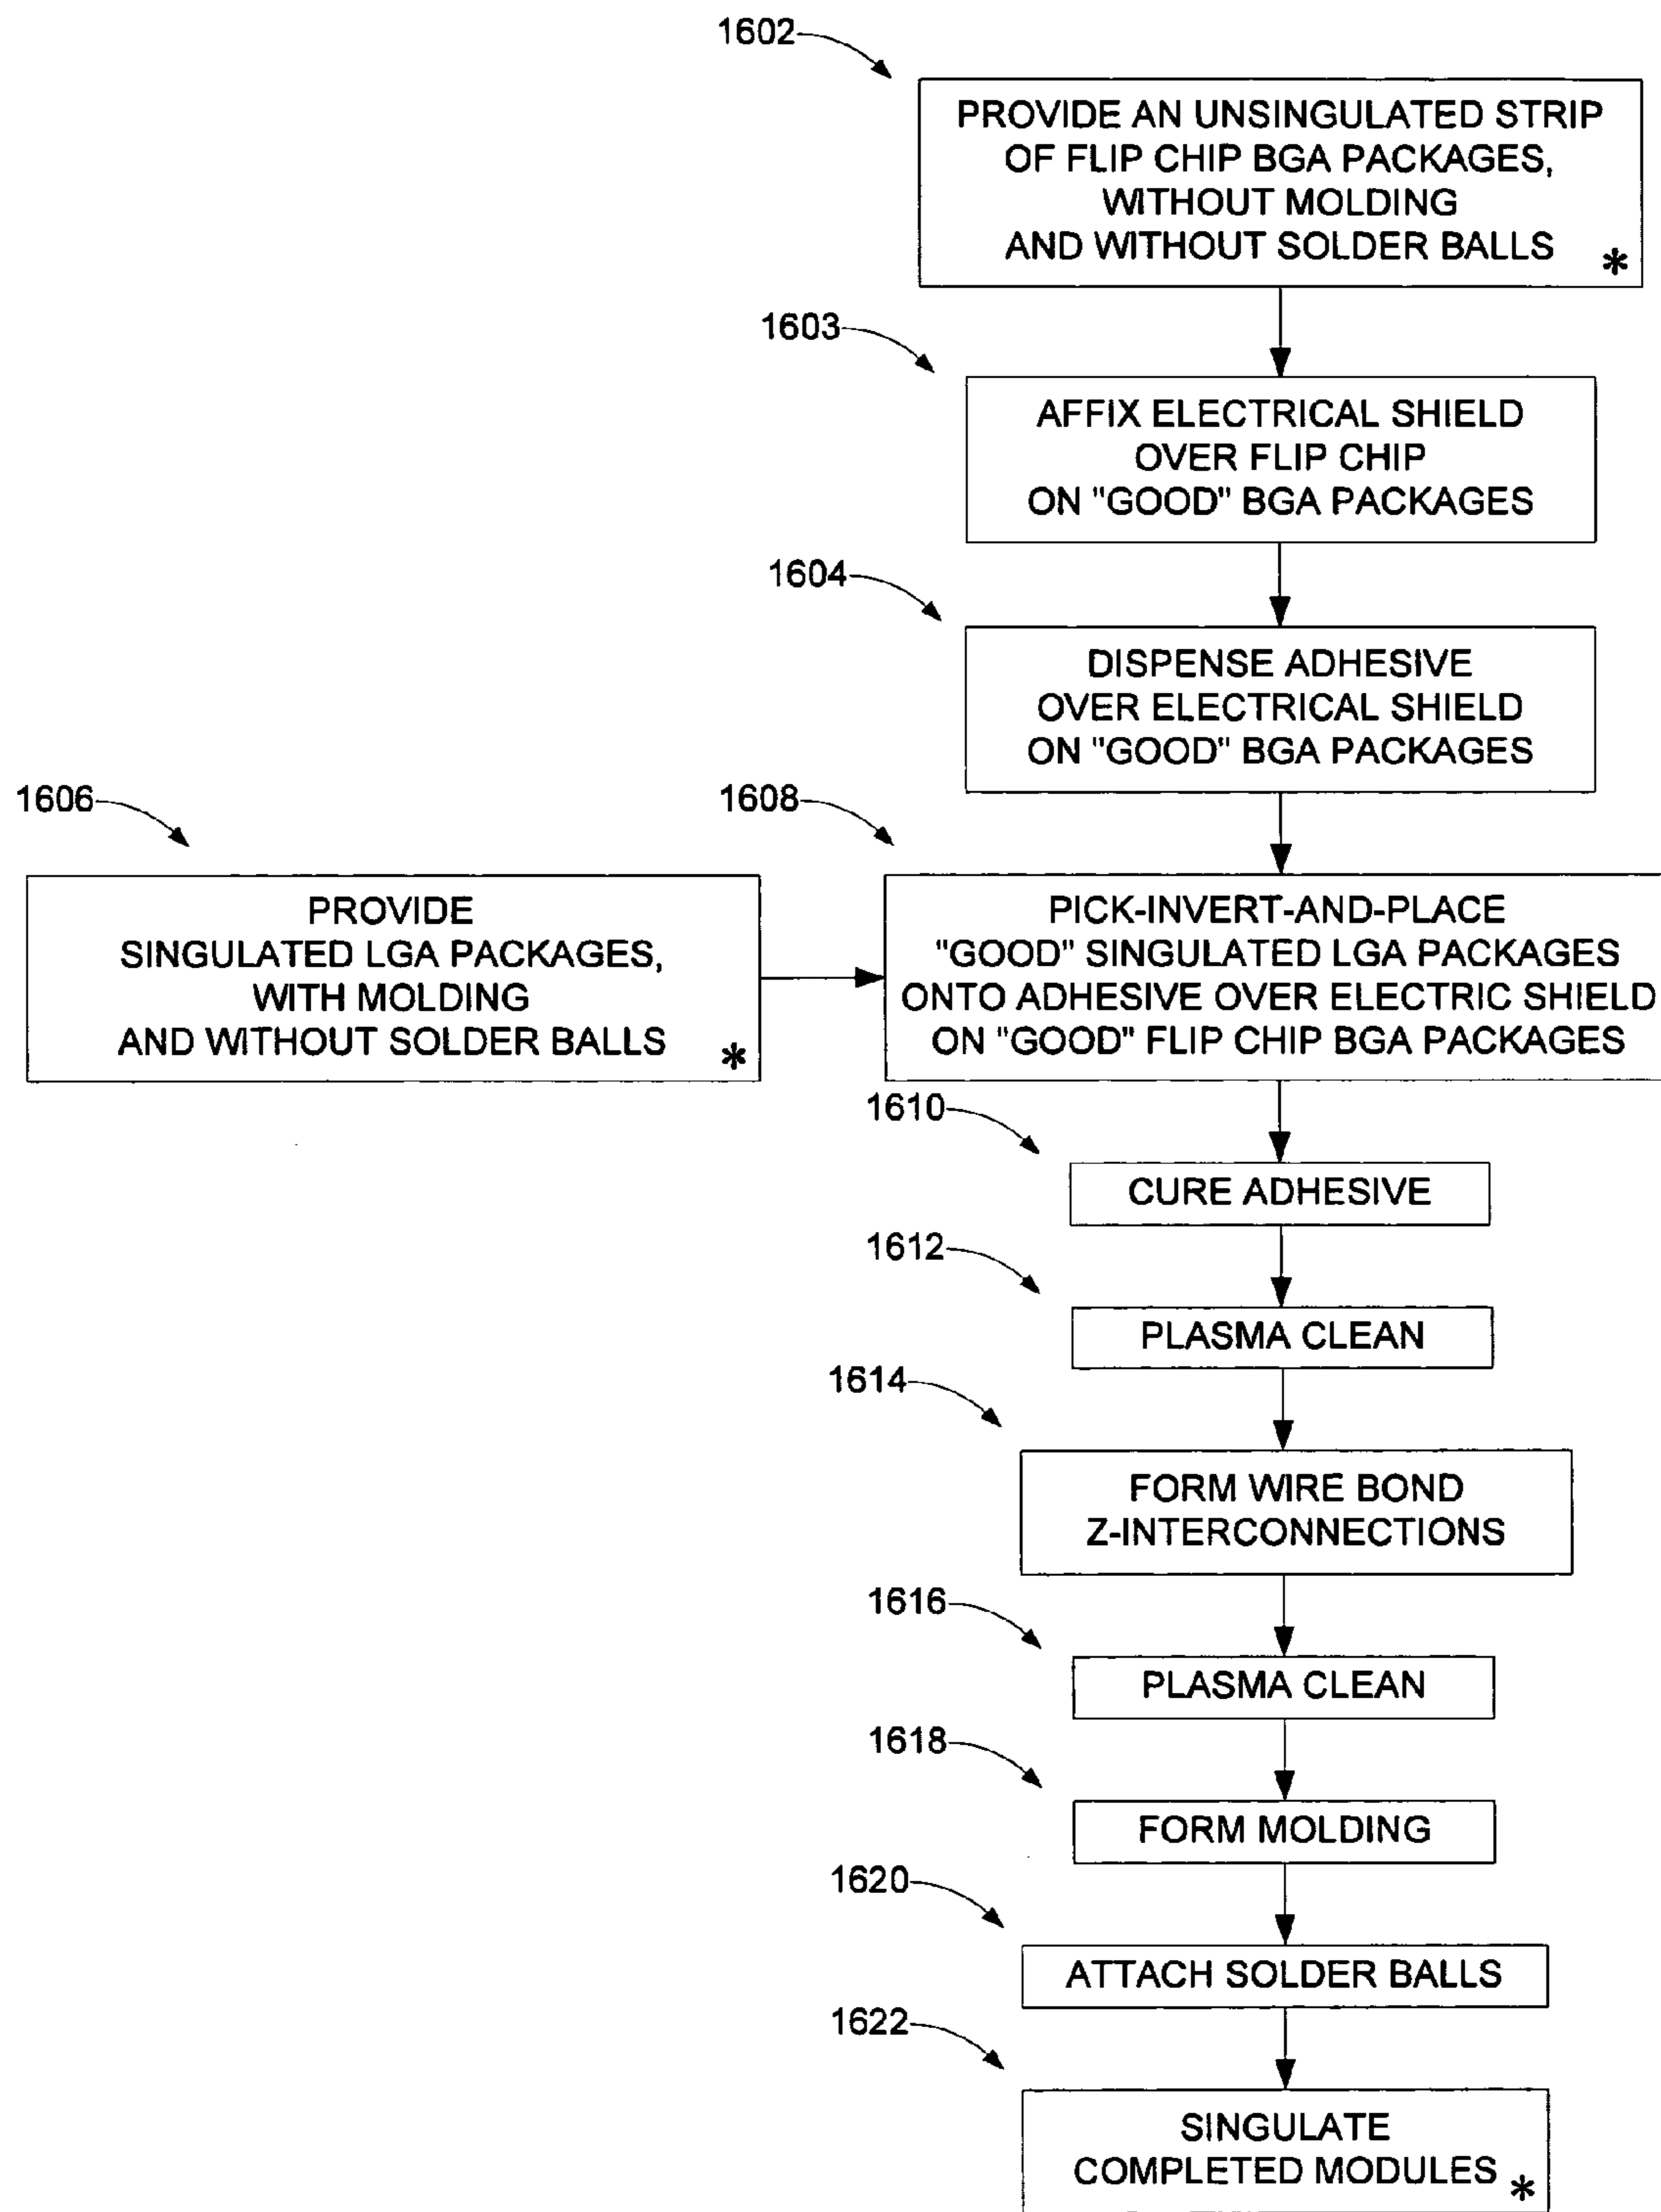 1602
PROVIDE AN UNSINGULATED STRIP
OF FLIP CHIP BGA PACKAGES,
WITHOUT MOLDING
AND WITHOUT SOLDER BALLS *
1603
AFFIX ELECTRICAL SHIELD
OVER FLIP CHIP
ON "GOOD" BGA PACKAGES
1604
DISPENSE ADHESIVE
OVER ELECTRICAL SHIELD
ON "GOOD" BGA PACKAGES
1606
PROVIDE
SINGULATED LGA PACKAGES,
WITH MOLDING
AND WITHOUT SOLDER BALLS *
1608
PICK-INVERT-AND-PLACE
"GOOD" SINGULATED LGA PACKAGES
ONTO ADHESIVE OVER ELECTRIC SHIELD
ON "GOOD" FLIP CHIP BGA PACKAGES
1610
CURE ADHESIVE
1612
PLASMA CLEAN
1614
FORM WIRE BOND
Z-INTERCONNECTIONS
1616
PLASMA CLEAN
1618
FORM MOLDING
1620
ATTACH SOLDER BALLS
1622
SINGULATE
COMPLETED MODULES *